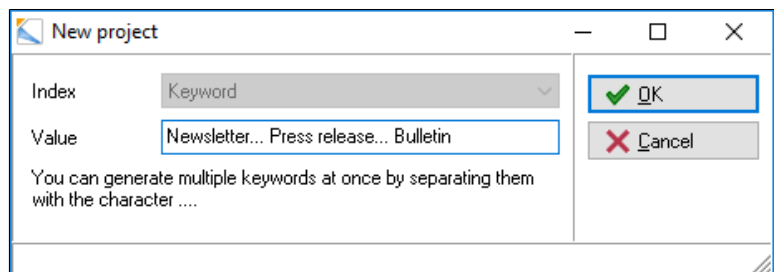 New project
Index
Keyword
OK
Value
Newsletter... Press release... Bulletin
Cancel
You can generate multiple keywords at once by separating them
with the character ....